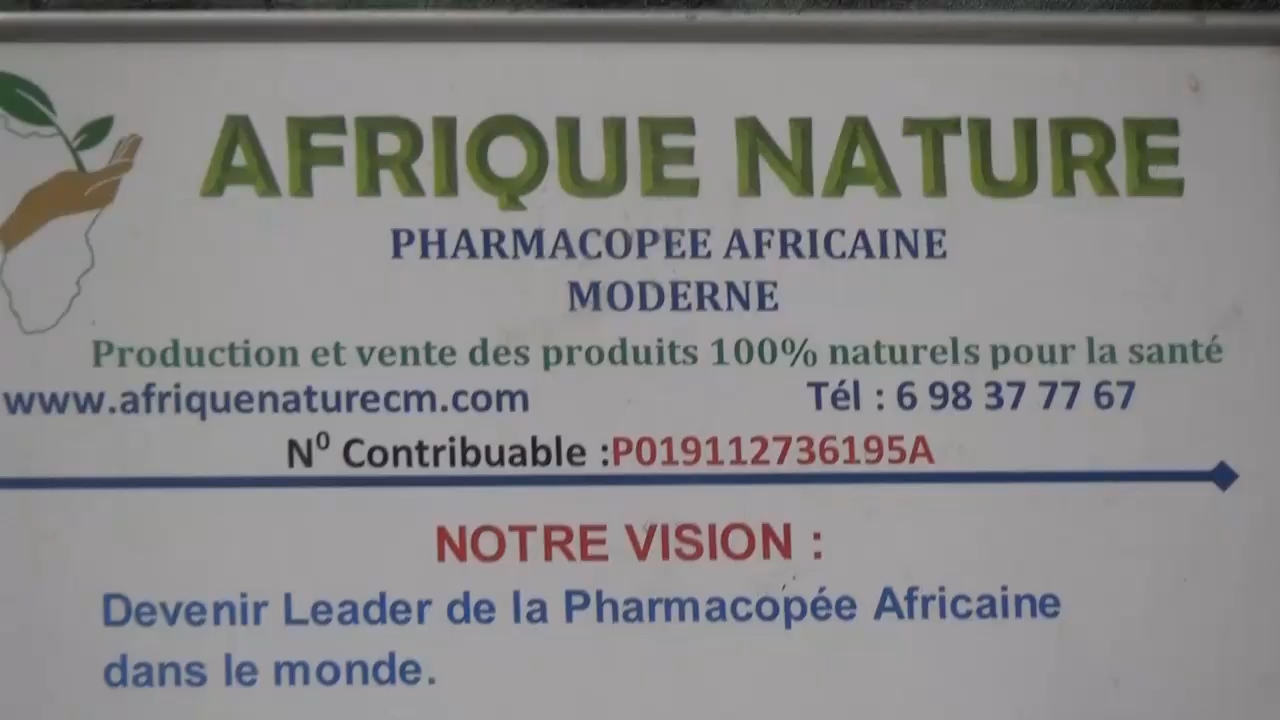 AFRIQUE NATURE
PHARMACOPEE AFRICAINE
MODERNE
Production et vente des produits 100% naturels pour la santé
www.afriquenaturecm.com Tél : 6 98 37 77 67
N⁰ Contribuable :P019112736195A
NOTRE VISION :
Devenir Leader de la Pharmacopée Africaine
dans le monde.